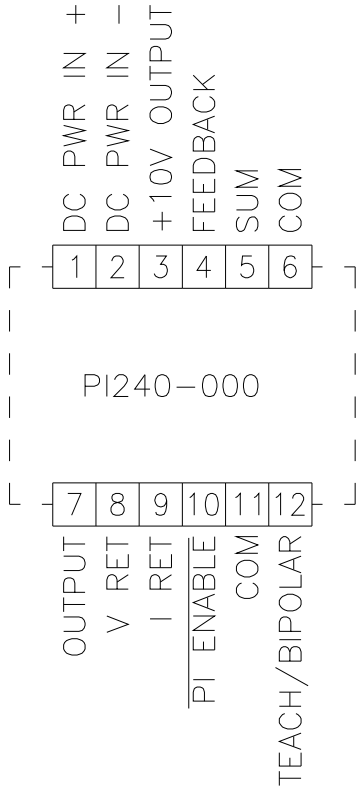 DC PWR IN +
DC PWR IN -
+10V OUTPUT
FEEDBACK
SUM
COM
1 2 3 4 5 6
PI240-000
7 8 9 10 11 12
OUTPUT
V RET
I RET
PI ENABLE
COM
TEACH/BIPOLAR